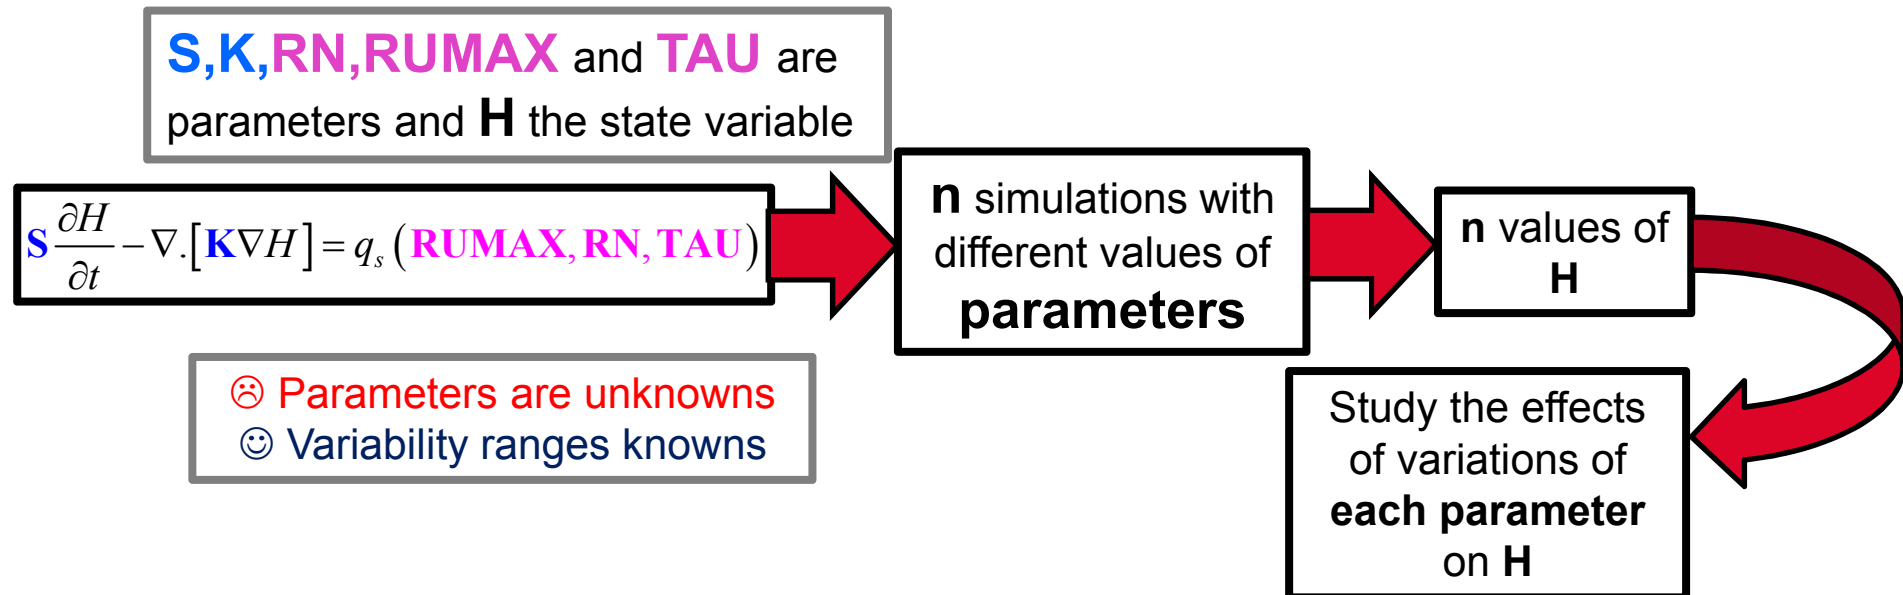 S,K,RN,RUMAX and TAU are
parameters and H the state variable
S ∂H/∂t − ∇.[K∇H] = q_s (RUMAX, RN, TAU)
n simulations with
different values of
parameters
n values of
H
☹ Parameters are unknowns
☺ Variability ranges knowns
Study the effects
of variations of
each parameter
on H